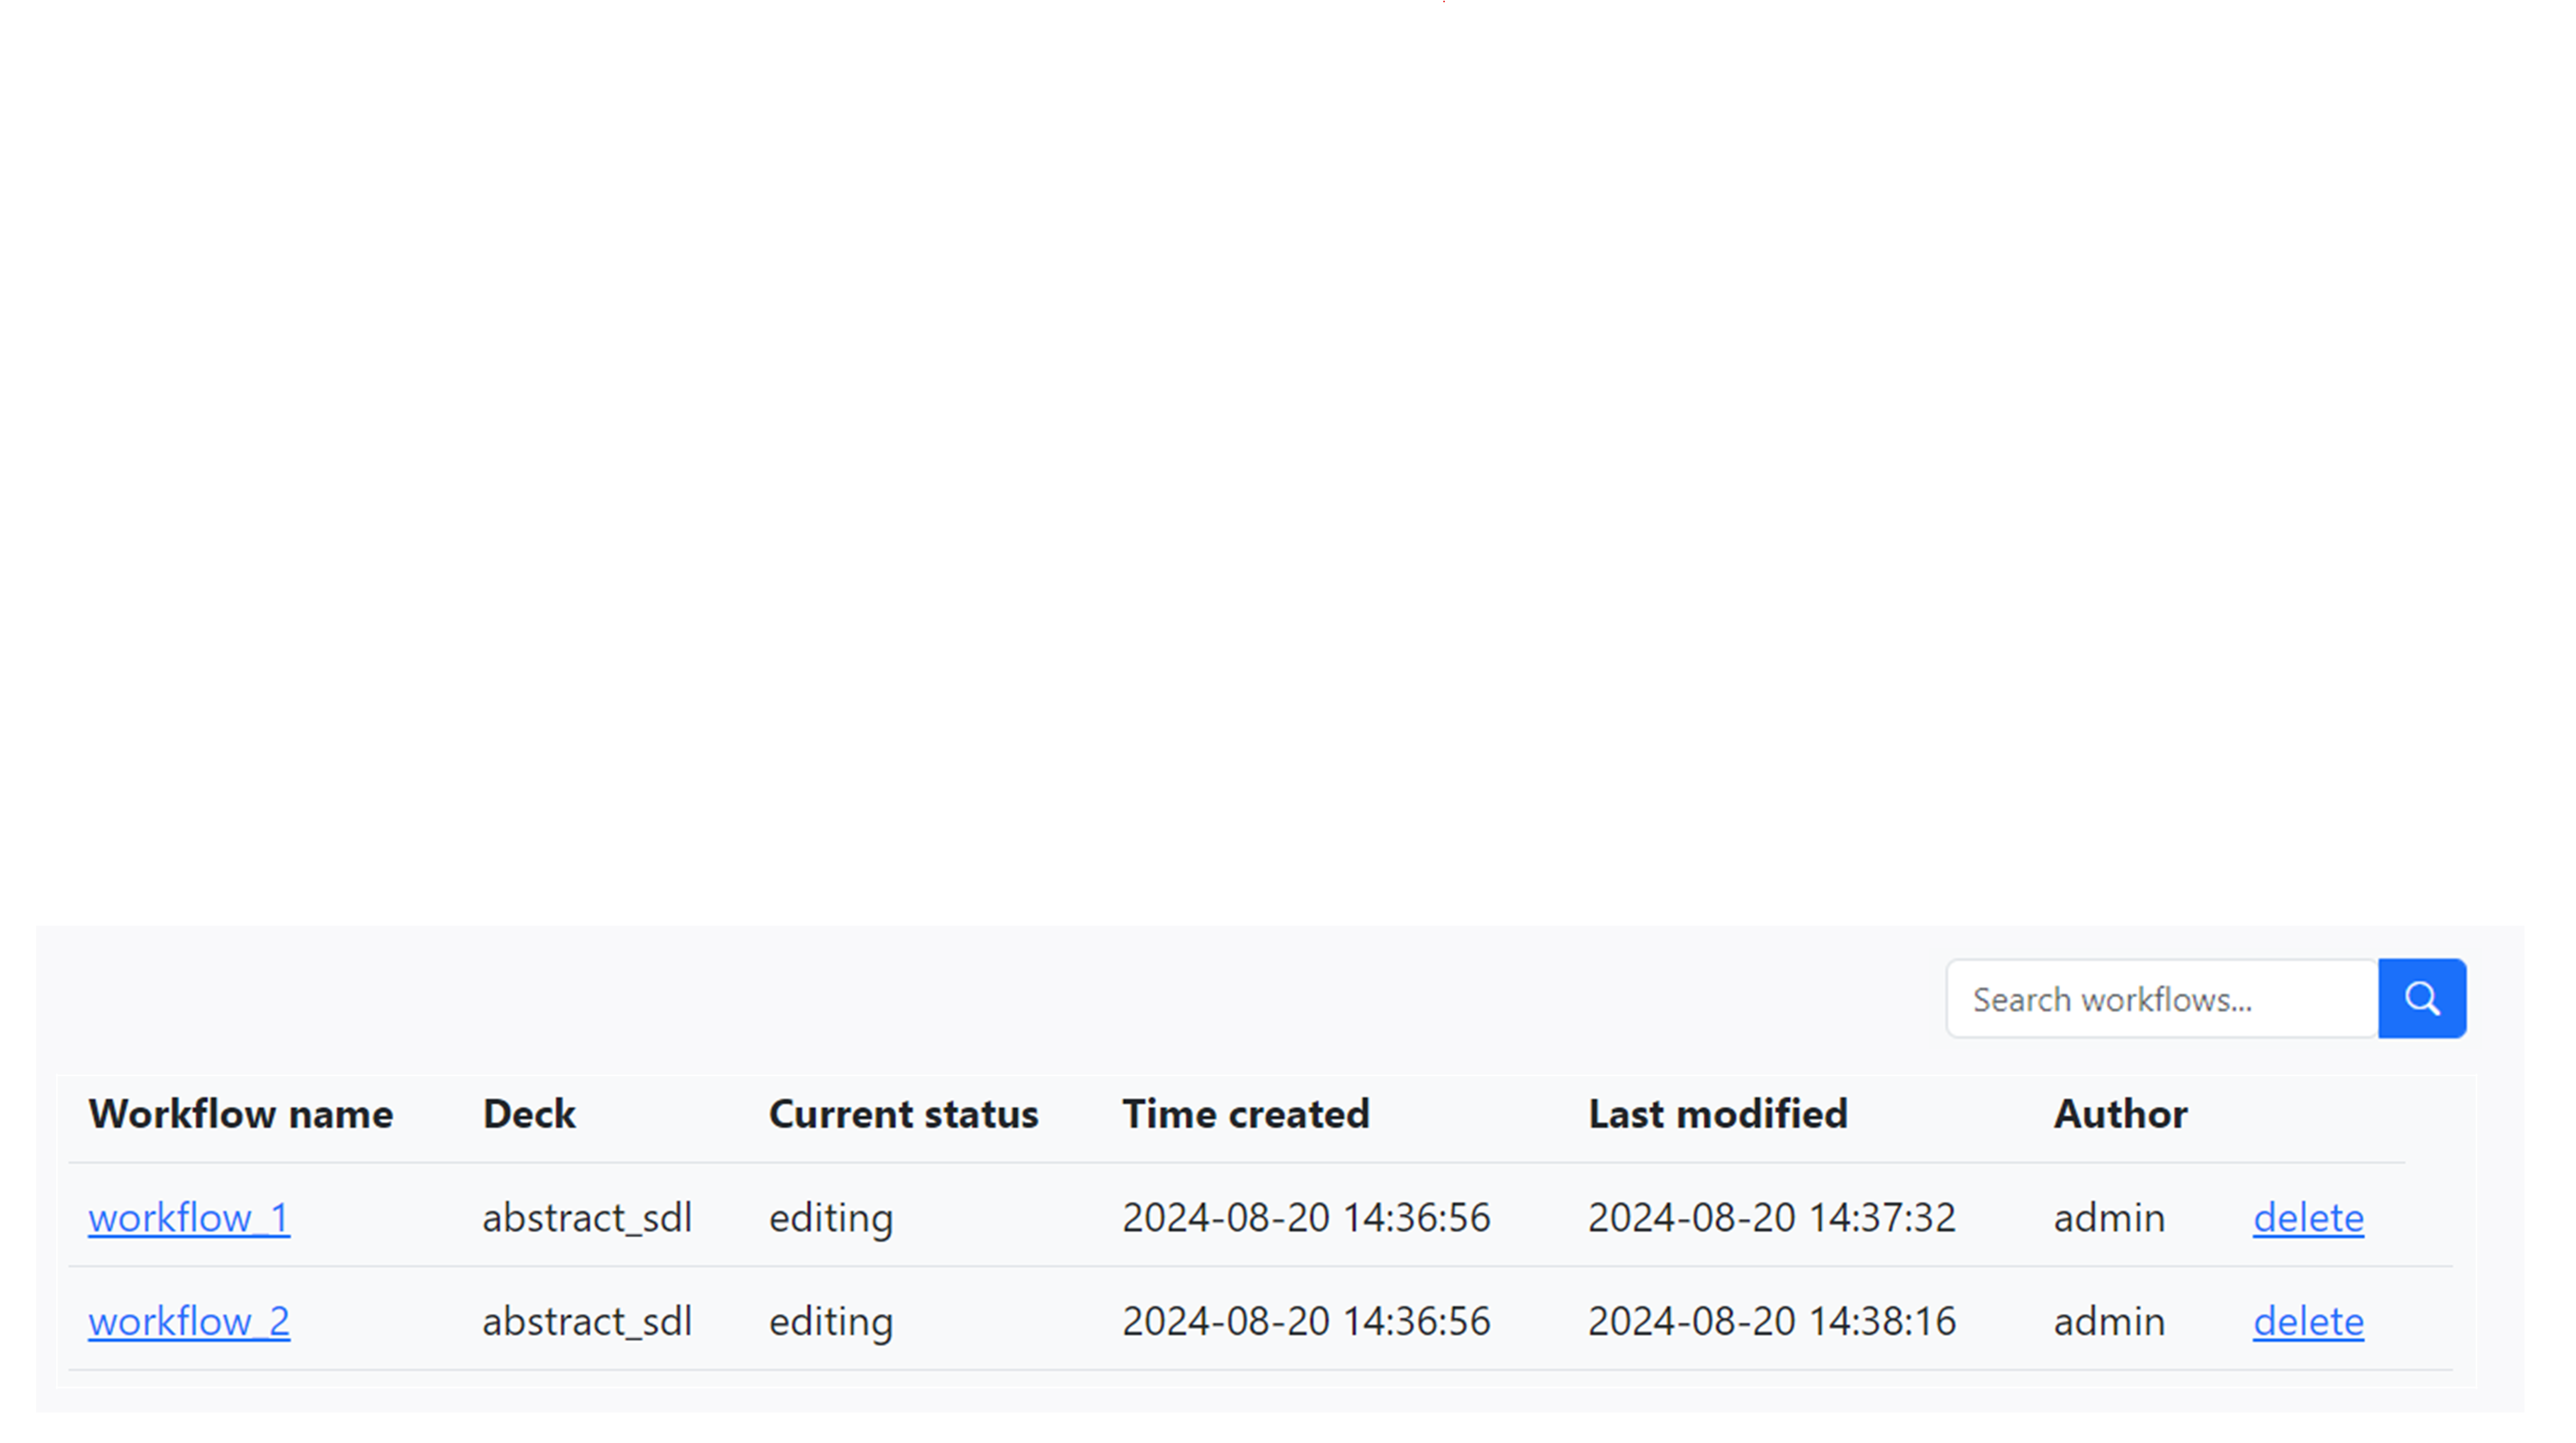 Search workflows...
Workflow name Deck Current status Time created Last modified Author
workflow_1 abstract_sdl editing 2024-08-20 14:36:56 2024-08-20 14:37:32 admin delete
workflow_2 abstract_sdl editing 2024-08-20 14:36:56 2024-08-20 14:38:16 admin delete